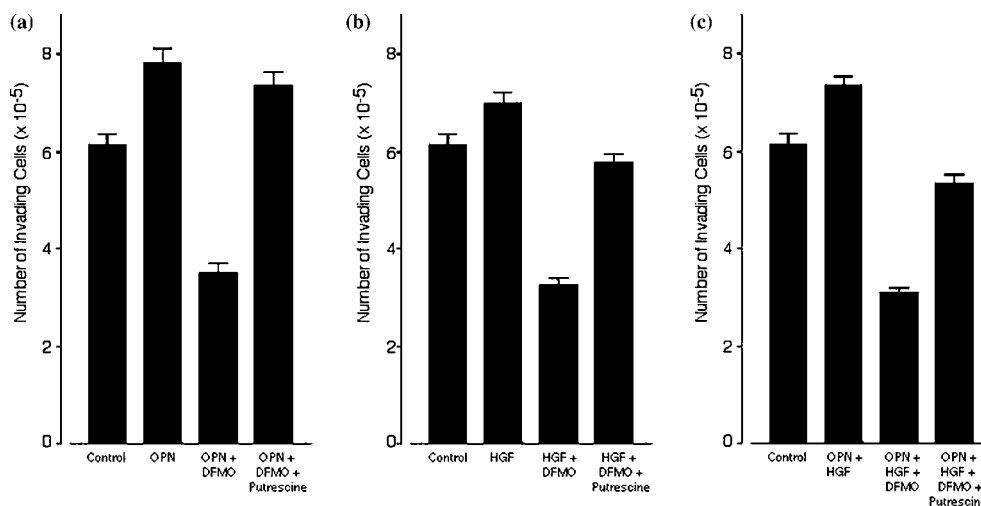 (a)
Number of Invading Cells (x 10-5)
8
6
4
2
0
Control
OPN
OPN +
DFMO
OPN +
DFMO +
Putrescine
(b)
Number of Invading Cells (x 10-5)
8
6
4
2
0
Control
HGF
HGF +
DFMO
HGF +
DFMO +
Putrescine
(c)
Number of Invading Cells (x 10-5)
8
6
4
2
0
Control
OPN +
HGF
OPN +
HGF +
DFMO
OPN +
HGF +
DFMO +
Putrescin